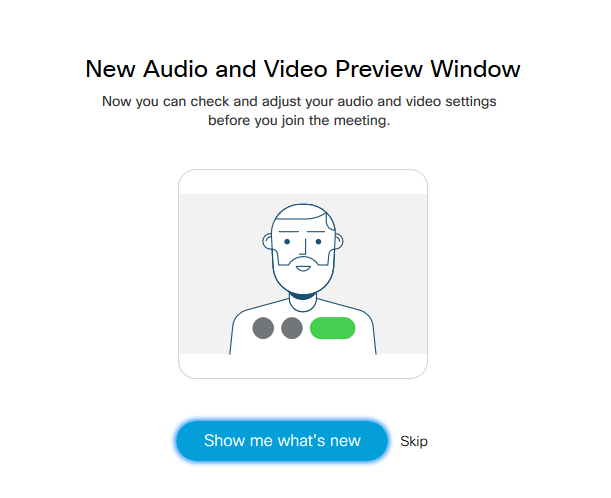 New Audio and Video Preview Window
Now you can check and adjust your audio and video settings
before you join the meeting.
Show me what's new
Skip